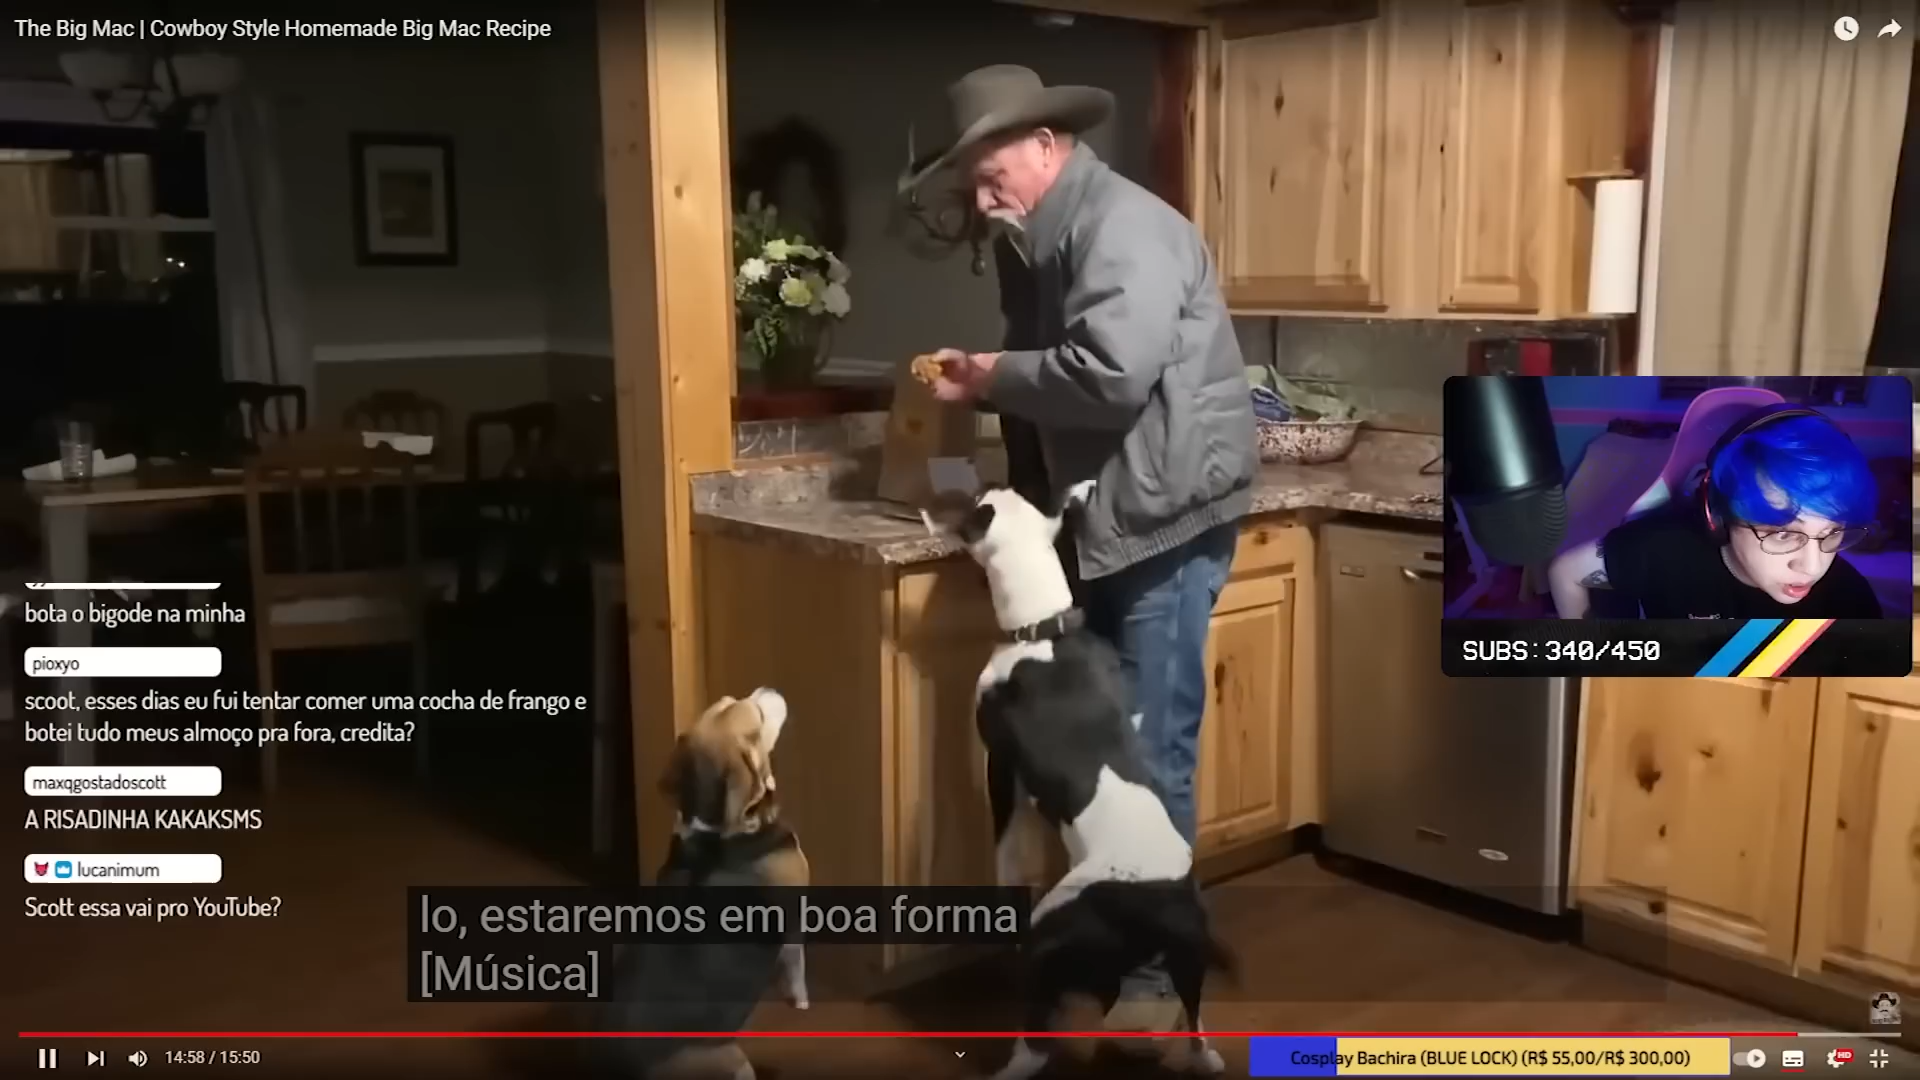 The Big Mac | Cowboy Style Homemade Big Mac Recipe
bota o bigode na minha
pioxyo
scoot, esses dias eu fui tentar comer uma cocha de frango e
botei tudo meus almoço pra fora, credita?
maxqgostadoscott
A RISADINHA KAKAKSMS
lucanimum
Scott essa vai pro YouTube?
SUBS: 340/450
lo, estaremos em boa forma
[Música]
14:58 / 15:50
Cosplay Bachira (BLUE LOCK) (R$ 55,00/R$ 300,00)
HD